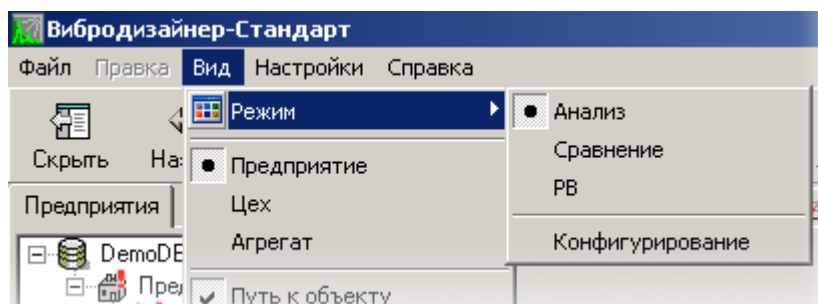 Вибродизайнер-Стандарт
Файл Правка Вид Настройки Справка
Скрыть
Режим
Анализ
Сравнение
РВ
Конфигурирование
Предприятие
Цех
Агрегат
Путь к объекту
Предприятия
DemoDB